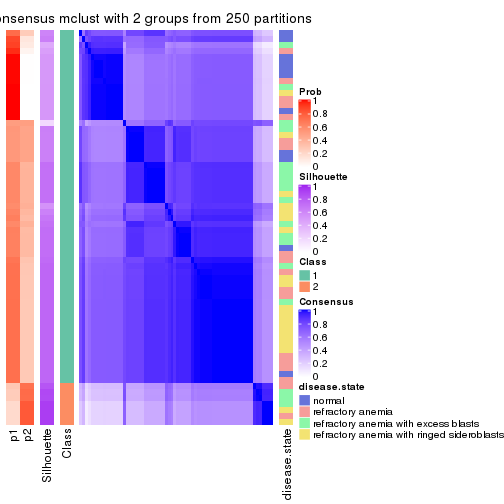 onsensus mclust with 2 groups from 250 partitions
Prob
1
0.8
0.6
0.4
0.2
0
Silhouette
1
0.8
0.6
0.4
0.2
0
Class
1
2
Consensus
1
0.8
0.6
0.4
0.2
0
disease.state
normal
refractory anemia
refractory anemia with excess blasts
refractory anemia with ringed sideroblasts
p1
p2
Silhouette
Class
disease.state